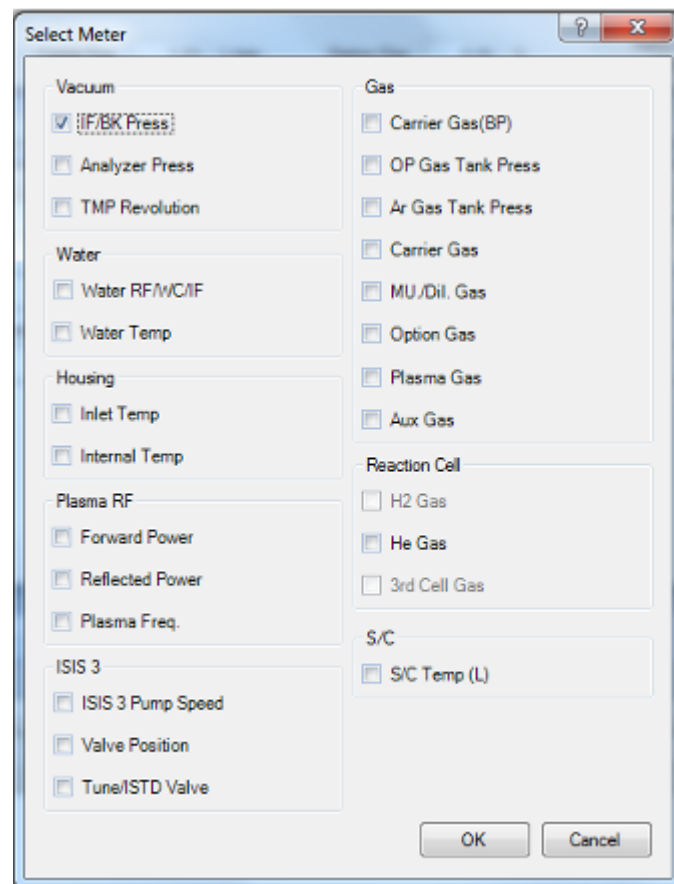 Select Meter
Vacuum
IF/BK Press
Analyzer Press
TMP Revolution
Water
Water RF/WC/IF
Water Temp
Housing
Inlet Temp
Internal Temp
Plasma RF
Forward Power
Reflected Power
Plasma Freq.
ISIS 3
ISIS 3 Pump Speed
Valve Position
Tune/ISTD Valve
Gas
Carrier Gas(BP)
OP Gas Tank Press
Ar Gas Tank Press
Carrier Gas
MU./Dil. Gas
Option Gas
Plasma Gas
Aux Gas
Reaction Cell
H2 Gas
He Gas
3rd Cell Gas
S/C
S/C Temp (L)
OK
Cancel